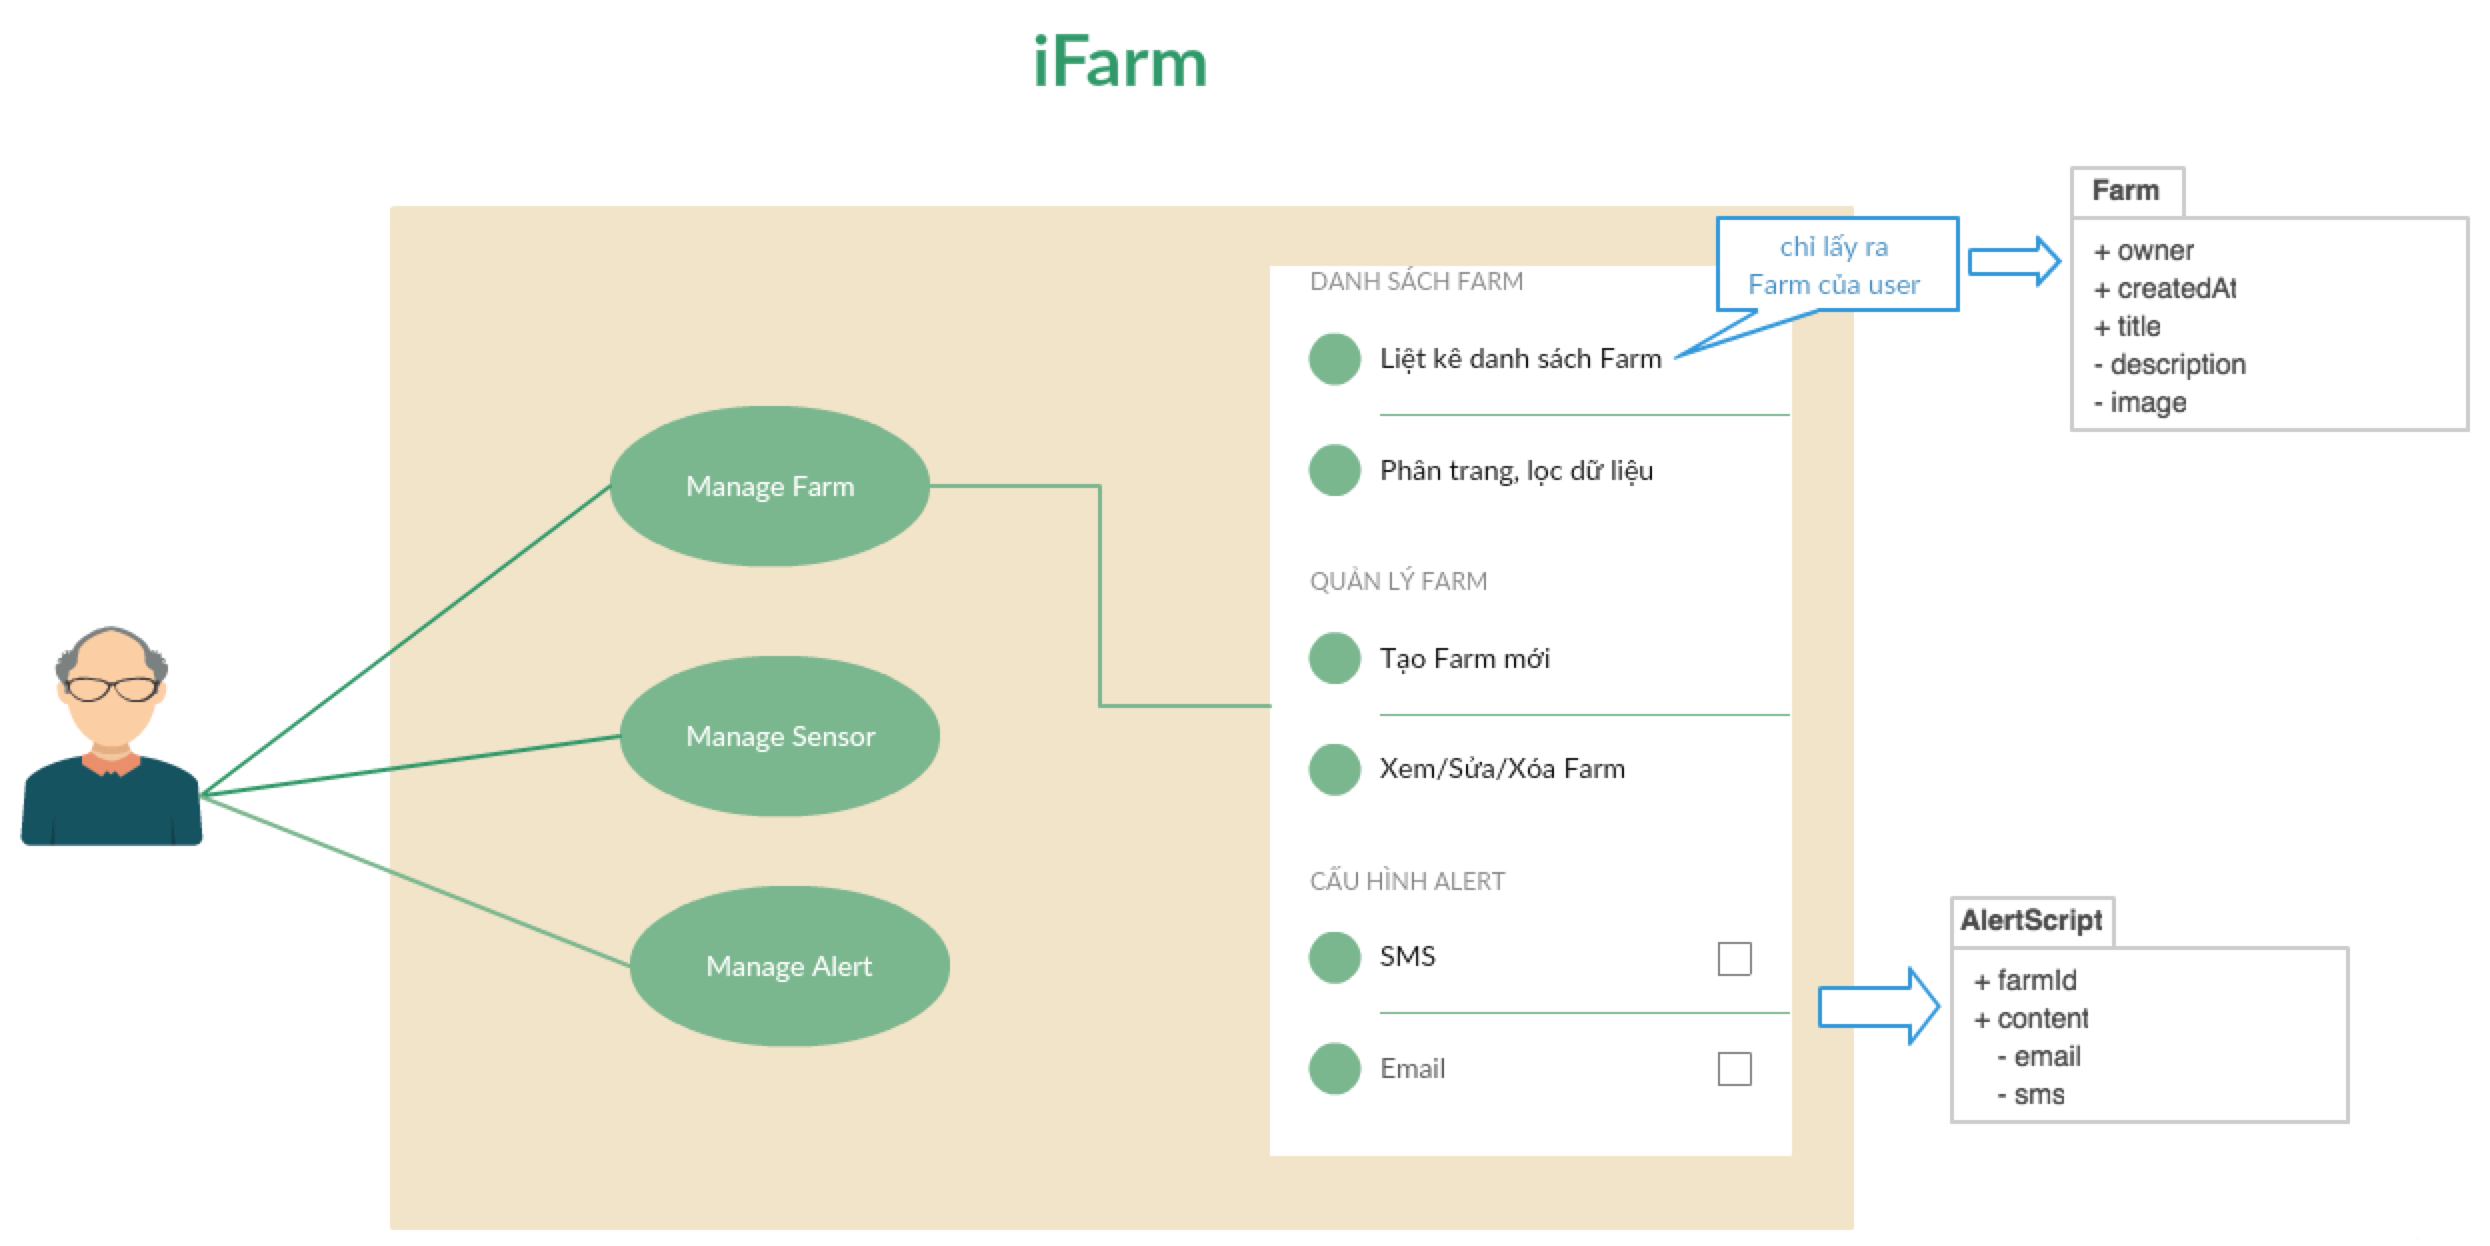 iFarm
Manage Farm
Manage Sensor
Manage Alert
DANH SÁCH FARM
Liệt kê danh sách Farm
Phân trang, lọc dữ liệu
QUẢN LÝ FARM
Tạo Farm mới
Xem/Sửa/Xóa Farm
CẤU HÌNH ALERT
SMS
Email
chỉ lấy ra
Farm của user
Farm
+ owner
+ createdAt
+ title
- description
- image
AlertScript
+ farmId
+ content
- email
- sms